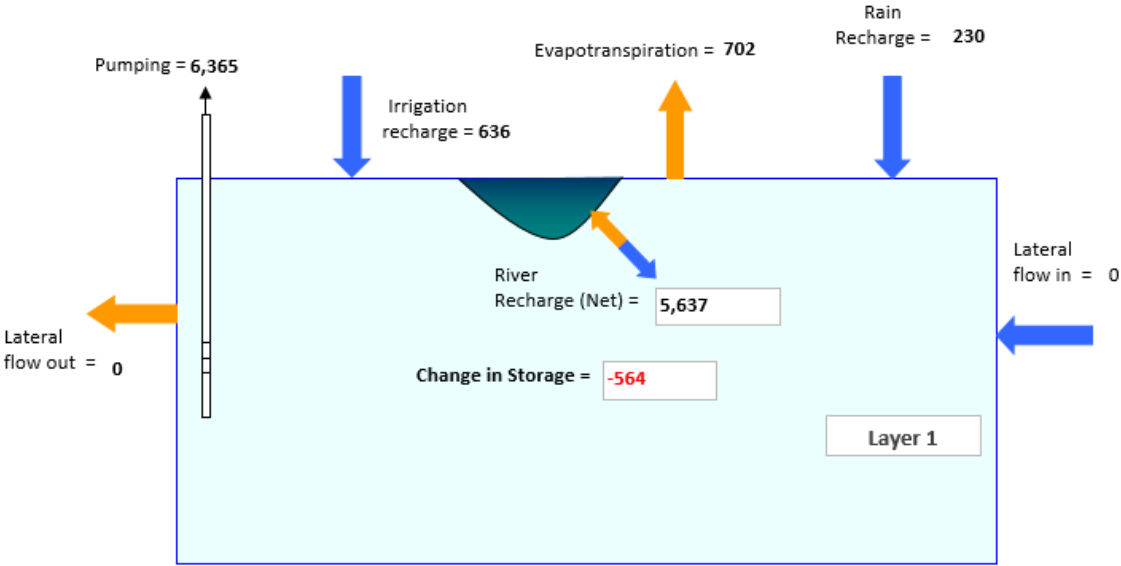 Rain
Recharge = 230
Evapotranspiration = 702
Pumping = 6,365
Irrigation
recharge = 636
Lateral
flow in = 0
River
Recharge (Net) = 5,637
Lateral
flow out = 0
Change in Storage = -564
Layer 1